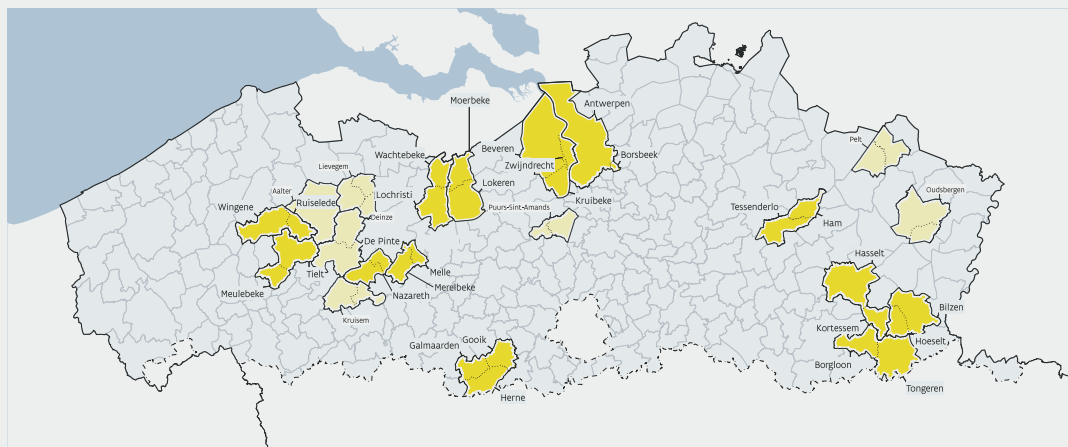 Moerbeke
Antwerpen
Beveren
Wachtebeke
Borsbeek
Zwijndrecht
Pelt
Lievegem
Lokeren
Aalter
Lochristi
Oudsbergen
Ruiselede
Kruibeke
Wingene
Puurs-Sint-Amands
Tessenderlo
Deinze
Ham
De Pinte
Hasselt
Tielt
Melle
Merelbeke
Meulebeke
Nazareth
Bilzen
Kruisem
Kortessem
Gooik
Hoeselt
Galmaarden
Borgloon
Tongeren
Herne